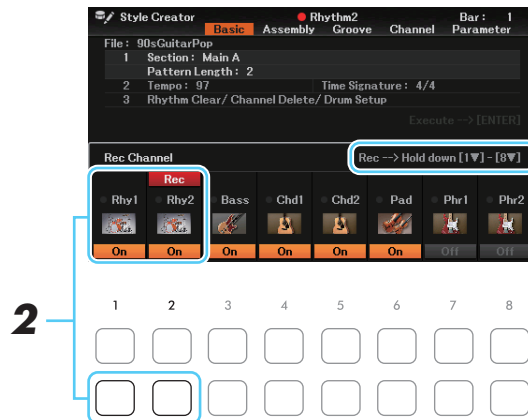 Style Creator
Rhythm2
Bar: 1
Basic Assembly Groove Channel Parameter
File: 90sGuitarPop
1 Section: Main A
Pattern Length: 2
2 Tempo: 97 Time Signature: 4/4
3 Rhythm Clear/ Channel Delete/ Drum Setup
Execute --> [ENTER]
Rec Channel
Rec --> Hold down [1▼] - [8▼]
Rec
Rhy1 Rhy2 Bass Chd1 Chd2 Pad Phr1 Phr2
On On On On On On Off Off
1 2 3 4 5 6 7 8
2